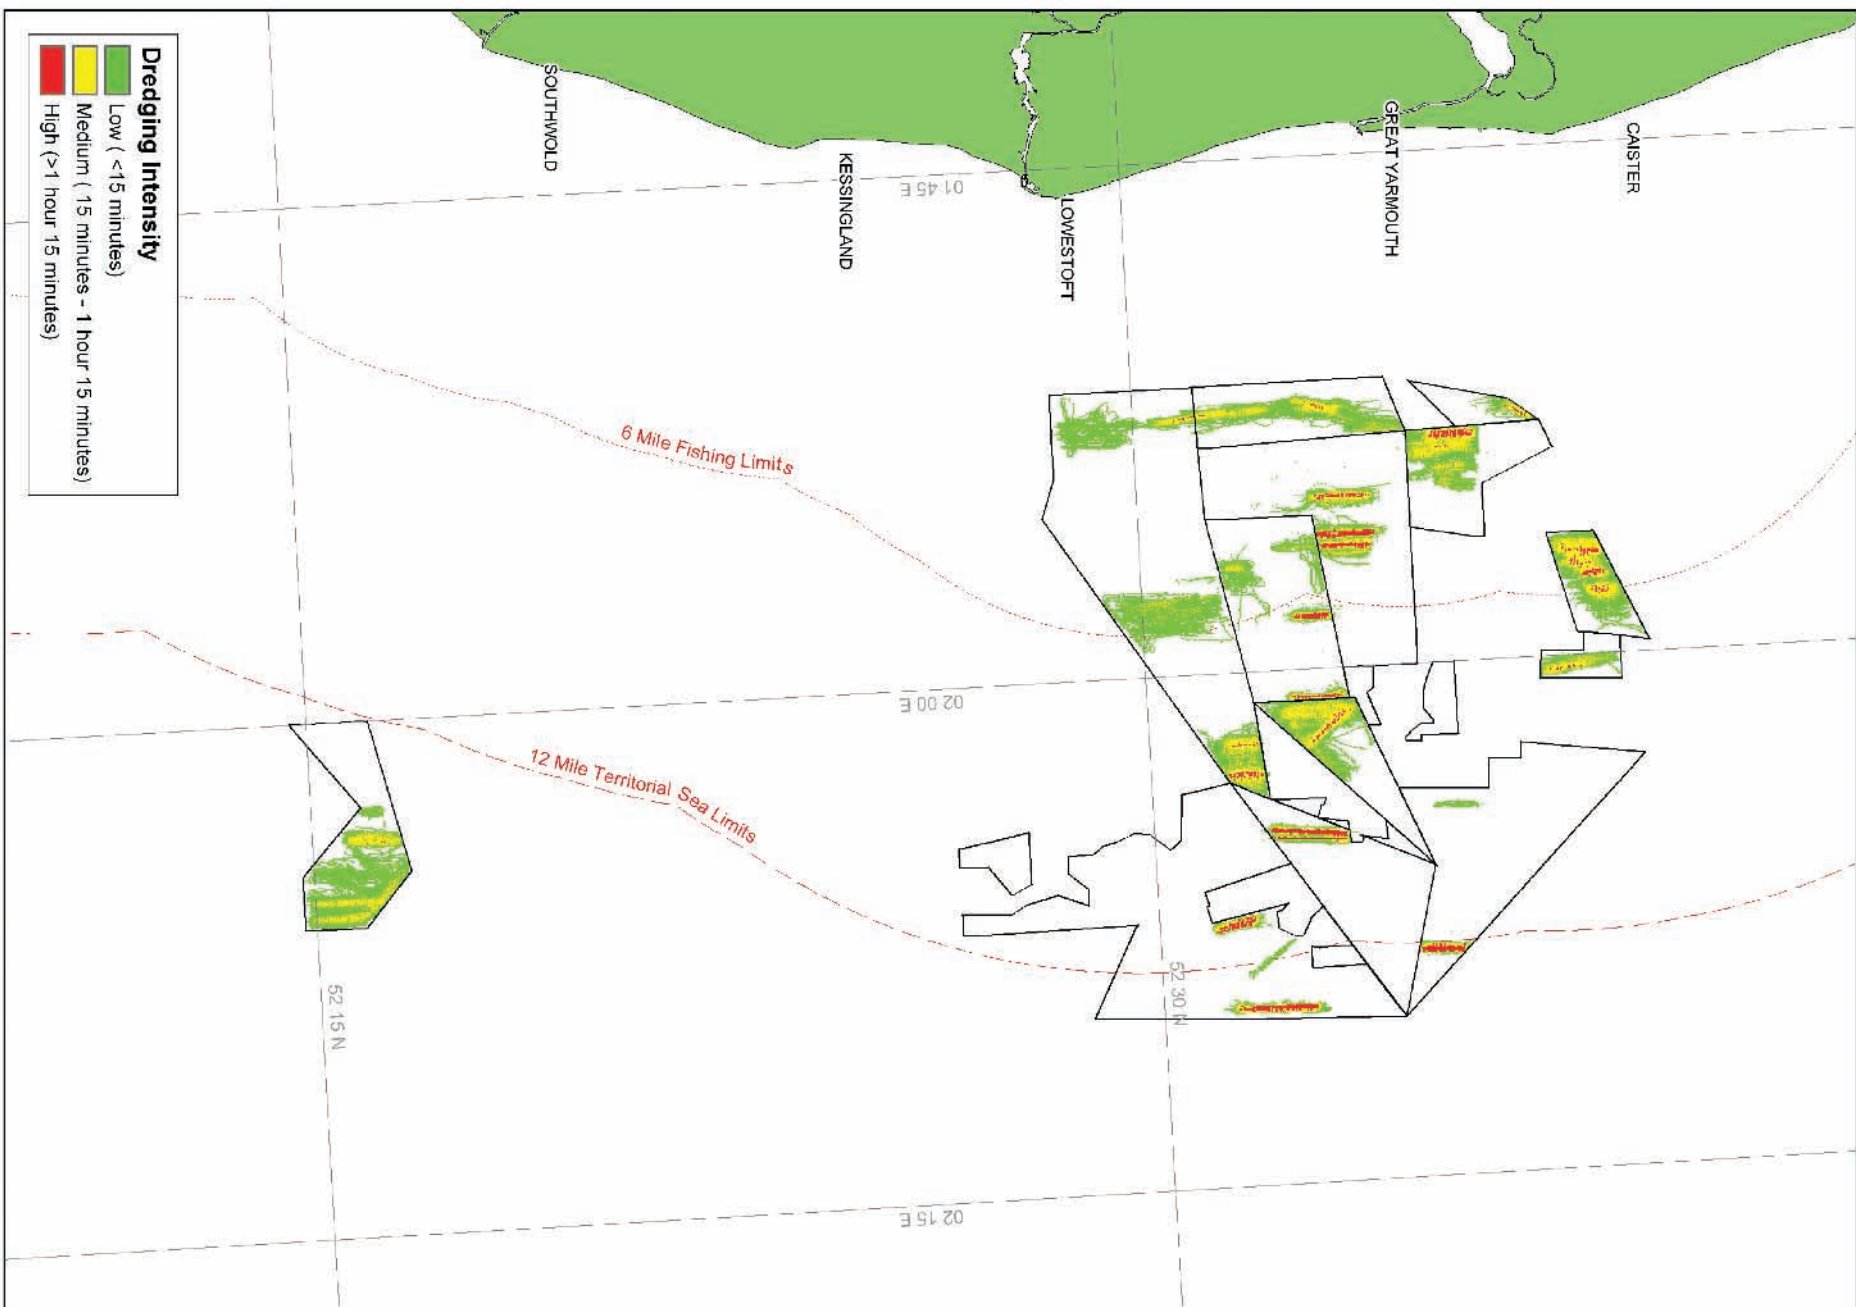 Dredging Intensity
Low ( <15 minutes)
Medium ( 15 minutes - 1 hour 15 minutes)
High (>1 hour 15 minutes)
CAISTER
GREAT YARMOUTH
LOWESTOFT
KESSINGLAND
SOUTHWOLD
01 45 E
6 Mile Fishing Limits
02 00 E
12 Mile Territorial Sea Limits
52 30 N
52 15 N
02 15 E